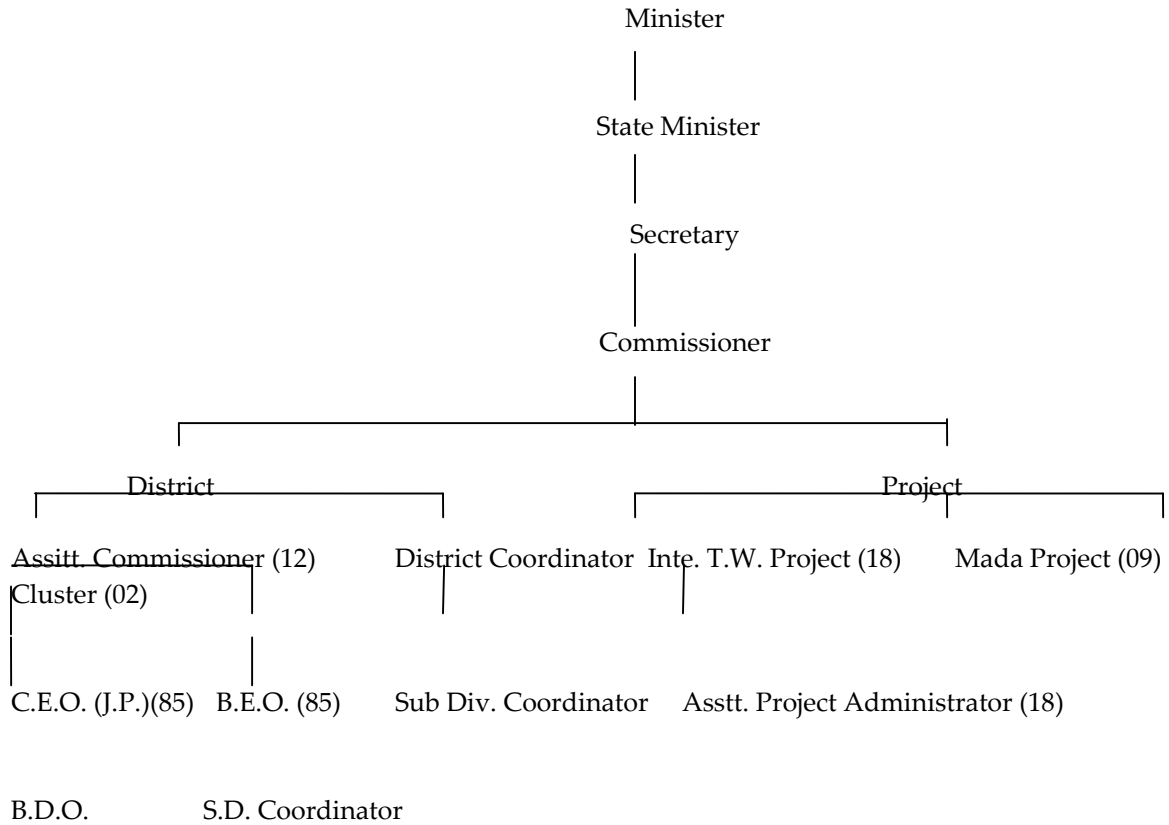 Minister
State Minister
Secretary
Commissioner
District Project
Assitt. Commissioner (12) District Coordinator Inte. T.W. Project (18) Mada Project (09)
Cluster (02)
C.E.O. (J.P.)(85) B.E.O. (85) Sub Div. Coordinator Asstt. Project Administrator (18)
B.D.O. S.D. Coordinator